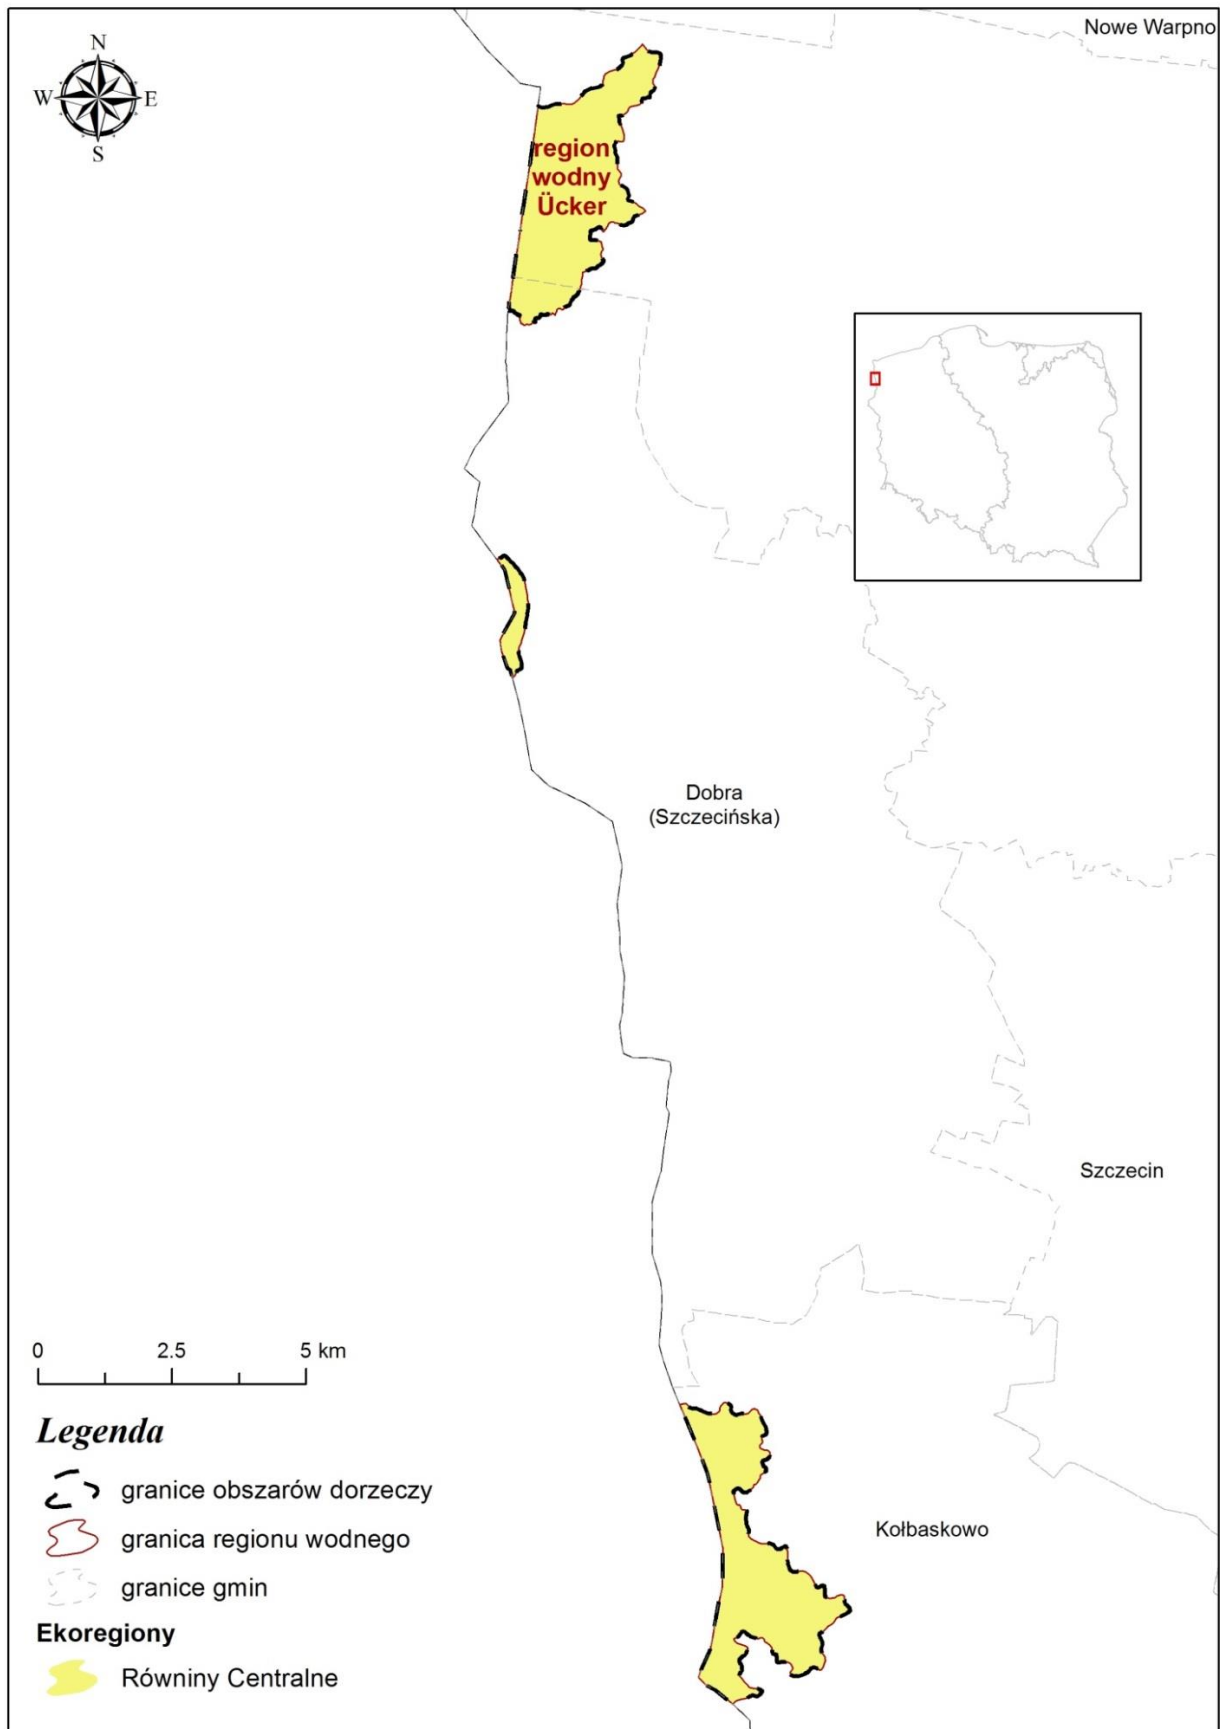 Nowe Warpno
N
W
E
S
region
wodny
Ücker
Dobra
(Szczecińska)
Szczecin
0
2.5
5 km
Legenda
granice obszarów dorzeczy
granica regionu wodnego
granice gmin
Ekoregiony
Równiny Centralne
Kołbaskowo